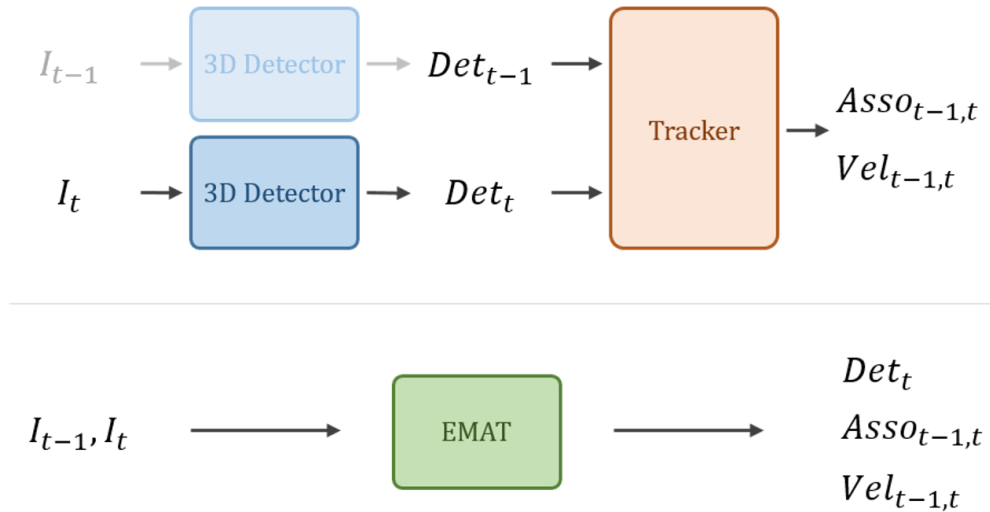 I_{t-1} 3D Detector Det_{t-1}
Tracker
Asso_{t-1,t}
I_t 3D Detector Det_t
Vel_{t-1,t}
I_{t-1}, I_t
EMAT
Det_t
Asso_{t-1,t}
Vel_{t-1,t}